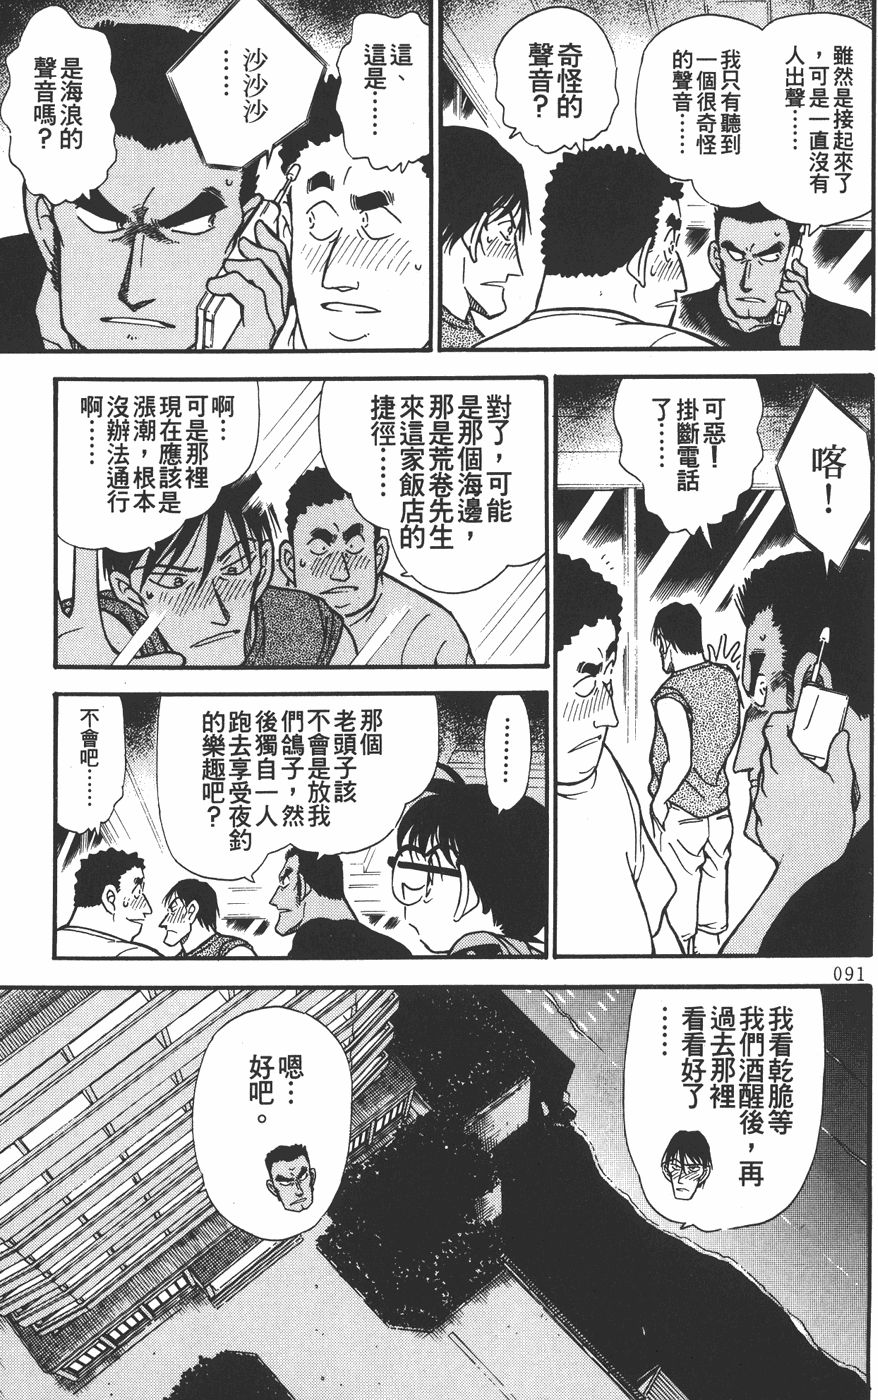 雖然是接起來了
，可是一直沒有
人出聲……
我只有聽到
一個很奇怪
的聲音……
奇怪的
聲音？
這、
這是……
沙沙沙
……
是海浪的
聲音嗎？
喀！
可惡！
掛斷電話
了……
對了，可能
是那個海邊，
那是荒卷先生
來這家飯店的
捷徑……
啊…
可是那裡
現在應該是
漲潮，根本
沒辦法通行
啊……
………
那個
老頭子該
不會是放我
們鴿子，然
後獨自一人
跑去享受夜釣
的樂趣吧？
不會吧……
091
我看乾脆等
我們酒醒後，再
過去那裡
看看好了
……
嗯…
好吧。